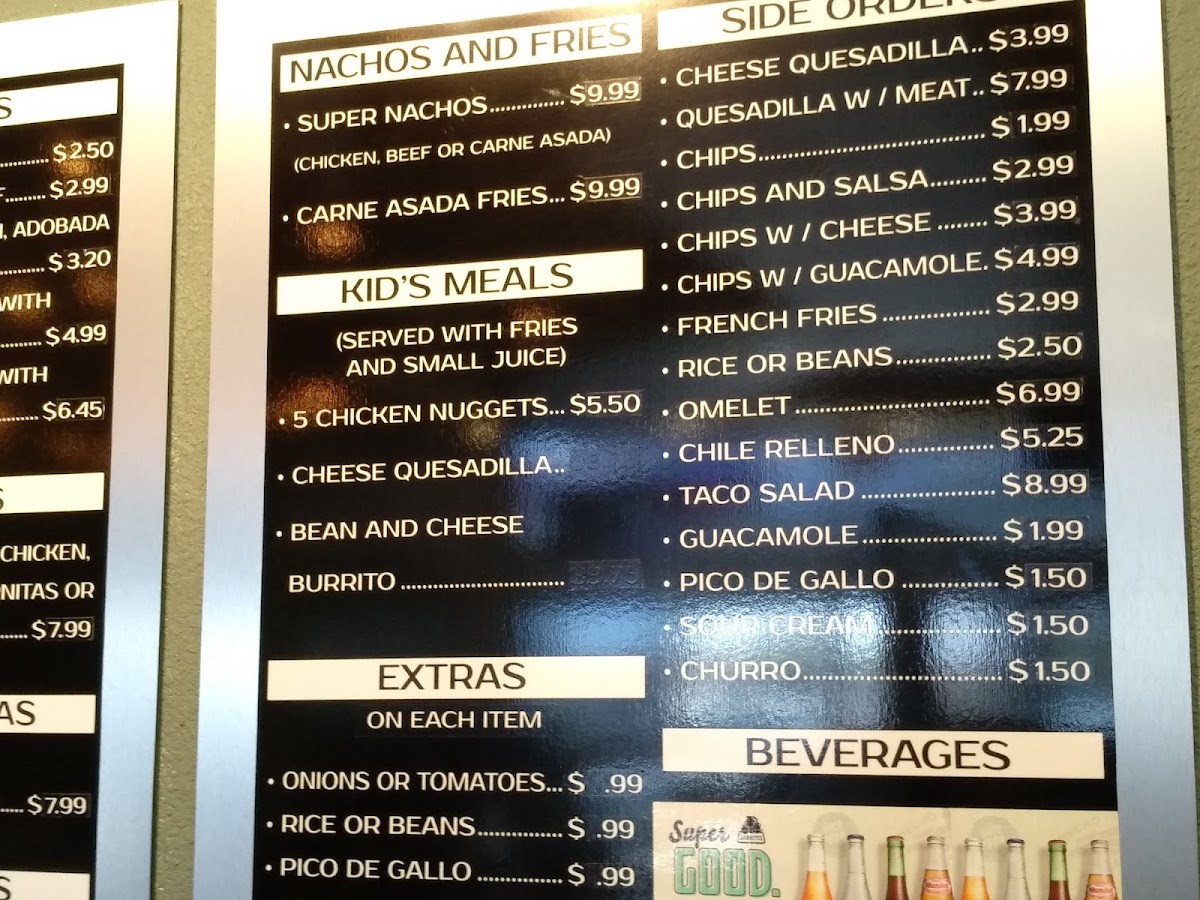 S
.......... $2.50
F........ $2.99
, ADOBADA
.......... $3.20
WITH
.......... $4.99
WITH
.......... $6.45
S
CHICKEN,
NITAS OR
..... $7.99
AS
..... $7.99
S
NACHOS AND FRIES
• SUPER NACHOS............. $9.99
(CHICKEN, BEEF OR CARNE ASADA)
• CARNE ASADA FRIES... $9.99
KID'S MEALS
(SERVED WITH FRIES
AND SMALL JUICE)
• 5 CHICKEN NUGGETS... $5.50
• CHEESE QUESADILLA..
• BEAN AND CHEESE
BURRITO ............................
EXTRAS
ON EACH ITEM
• ONIONS OR TOMATOES... $ .99
• RICE OR BEANS............... $ .99
• PICO DE GALLO ............... $ .99
SIDE ORDERS
• CHEESE QUESADILLA.. $3.99
• QUESADILLA W / MEAT.. $7.99
• CHIPS.................................. $ 1.99
• CHIPS AND SALSA......... $2.99
• CHIPS W / CHEESE ........ $3.99
• CHIPS W / GUACAMOLE. $4.99
• FRENCH FRIES ................. $2.99
• RICE OR BEANS............... $2.50
• OMELET ............................... $6.99
• CHILE RELLENO............... $5.25
• TACO SALAD ..................... $8.99
• GUACAMOLE..................... $ 1.99
• PICO DE GALLO ............... $ 1.50
• SOUR CREAM................... $ 1.50
• CHURRO............................... $ 1.50
BEVERAGES
Super
GOOD.
JARRITOS